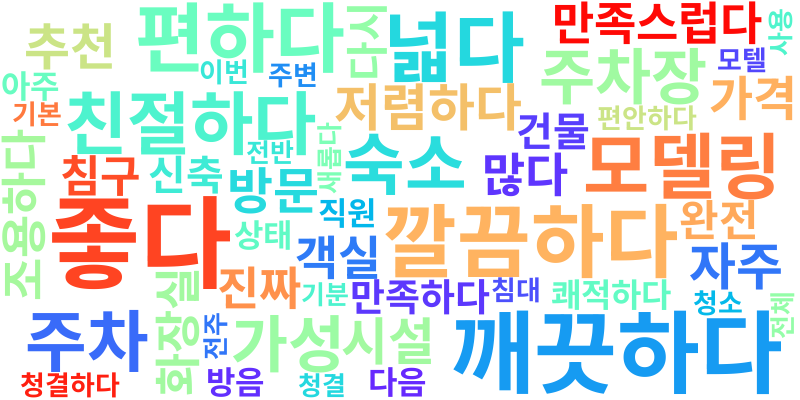 추천
편하다
다시
넓다
만족스럽다
사용
아주
이번
주변
주차장
모텔
기본
친절하다
저렴하다
편안하다
가격
건물
조용하다
침구
신축
전반
새롭다
숙소
많다
모델링
방문
좋다
상태
직원
깔끔하다
완전
객실
자주
진짜
기분
만족하다
침대
쾌적하다
청소
전체
주차
화장실
전주
가성
시설
깨끗하다
청결하다
방음
청결
다음